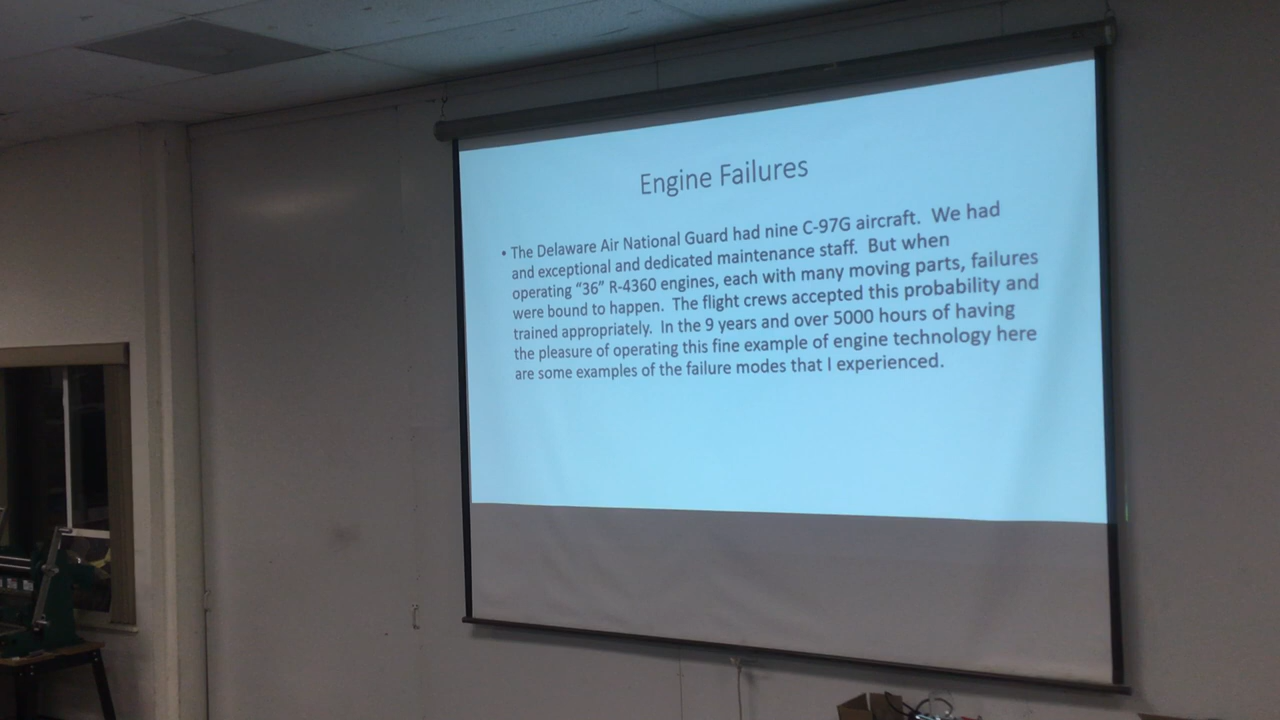 Engine Failures
• The Delaware Air National Guard had nine C-97G aircraft.  We had
and exceptional and dedicated maintenance staff.  But when
operating “36” R-4360 engines, each with many moving parts, failures
were bound to happen.  The flight crews accepted this probability and
trained appropriately.  In the 9 years and over 5000 hours of having
the pleasure of operating this fine example of engine technology here
are some examples of the failure modes that I experienced.